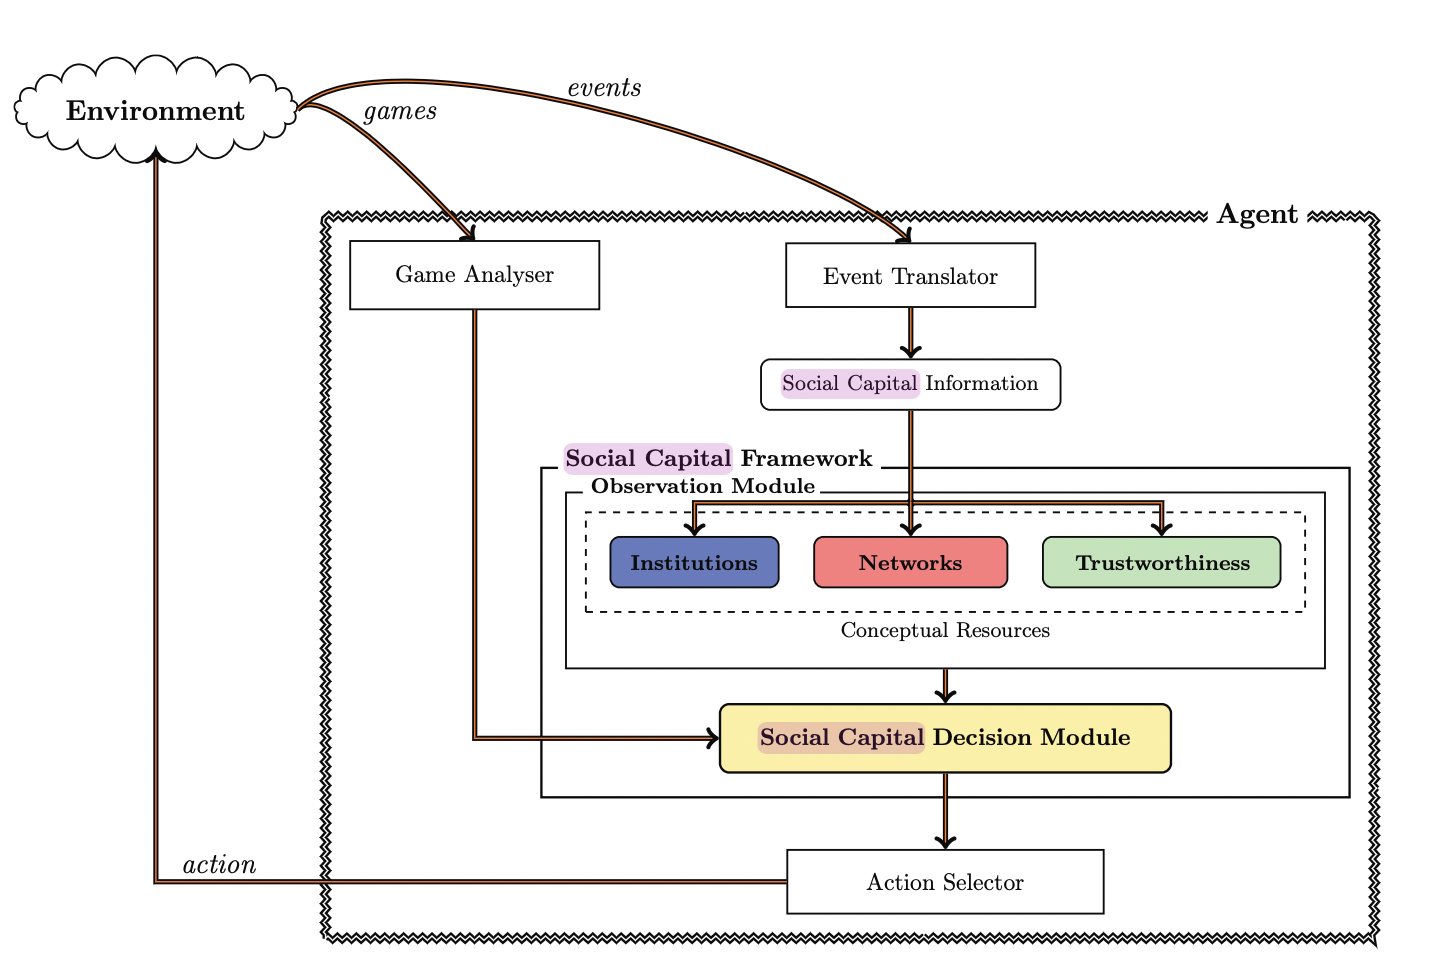 Environment
events
games
Agent
Game Analyser
Event Translator
Social Capital Information
Social Capital Framework
Observation Module
Institutions
Networks
Trustworthiness
Conceptual Resources
Social Capital Decision Module
action
Action Selector